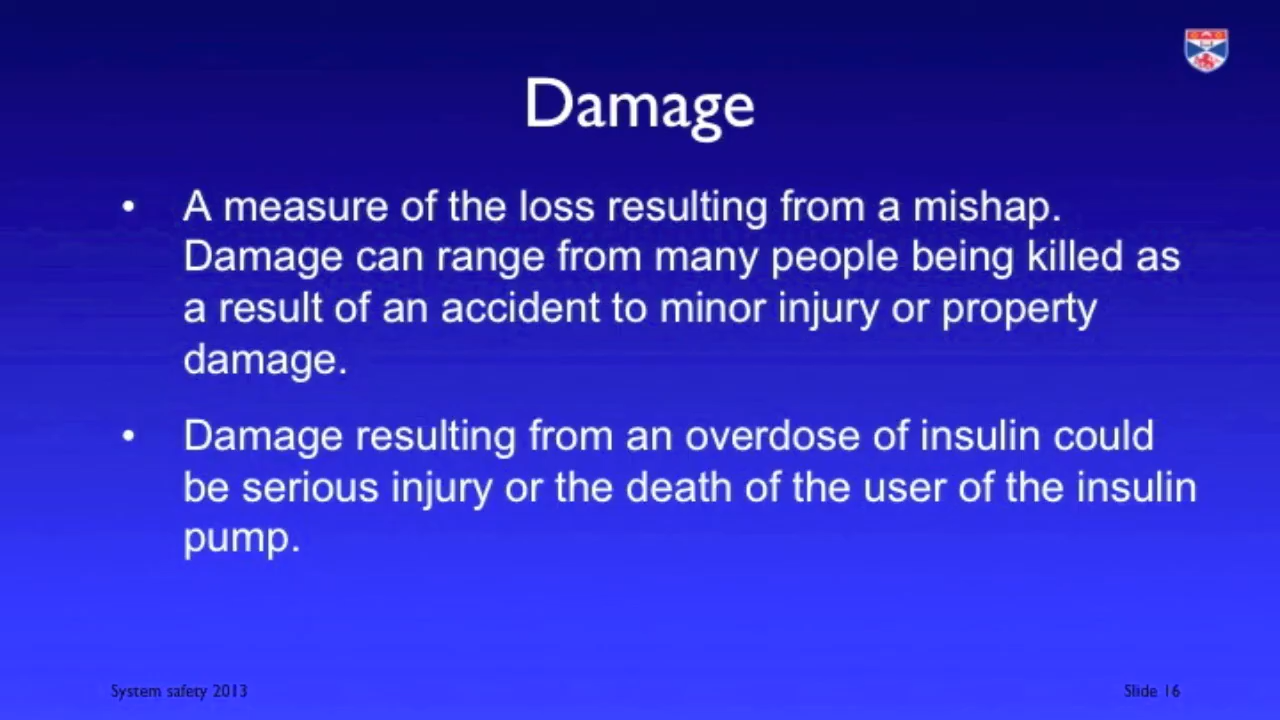 Damage
• A measure of the loss resulting from a mishap.
Damage can range from many people being killed as
a result of an accident to minor injury or property
damage.
• Damage resulting from an overdose of insulin could
be serious injury or the death of the user of the insulin
pump.
System safety 2013
Slide 16